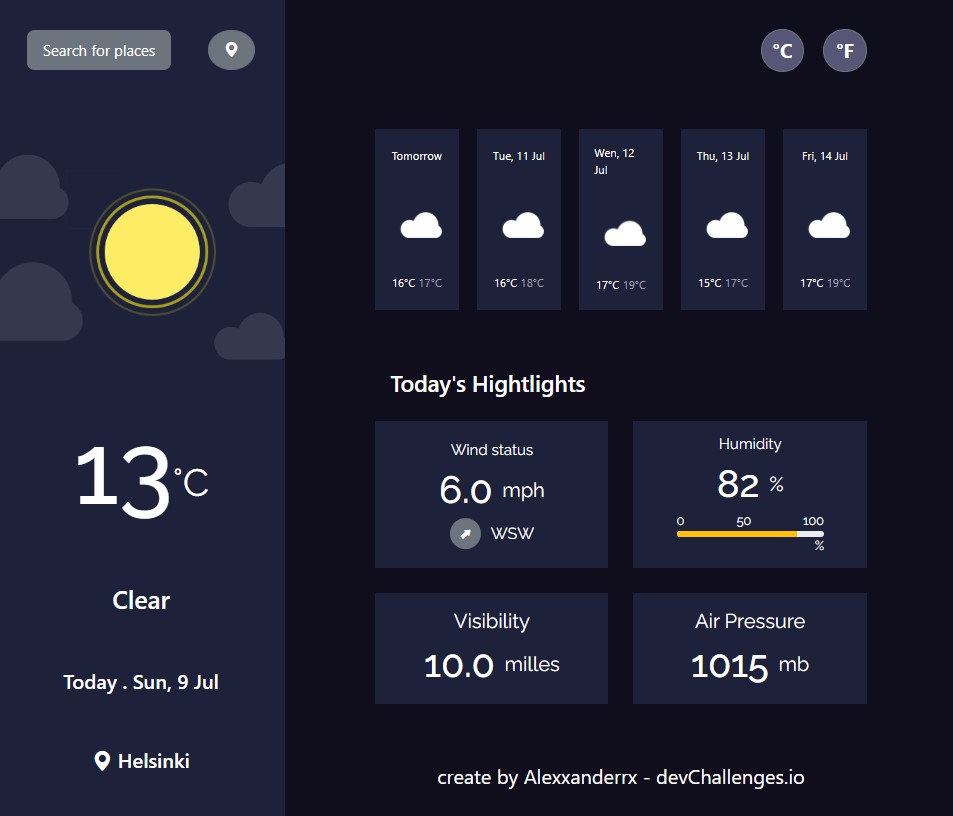 Search for places
°C °F
Tomorrow
16°C 17°C
Tue, 11 Jul
16°C 18°C
Wen, 12
Jul
17°C 19°C
Thu, 13 Jul
15°C 17°C
Fri, 14 Jul
17°C 19°C
13°C
Clear
Today . Sun, 9 Jul
Helsinki
Today's Hightlights
Wind status
6.0 mph
WSW
Humidity
82 %
0 50 100
%
Visibility
10.0 milles
Air Pressure
1015 mb
create by Alexxanderrx - devChallenges.io